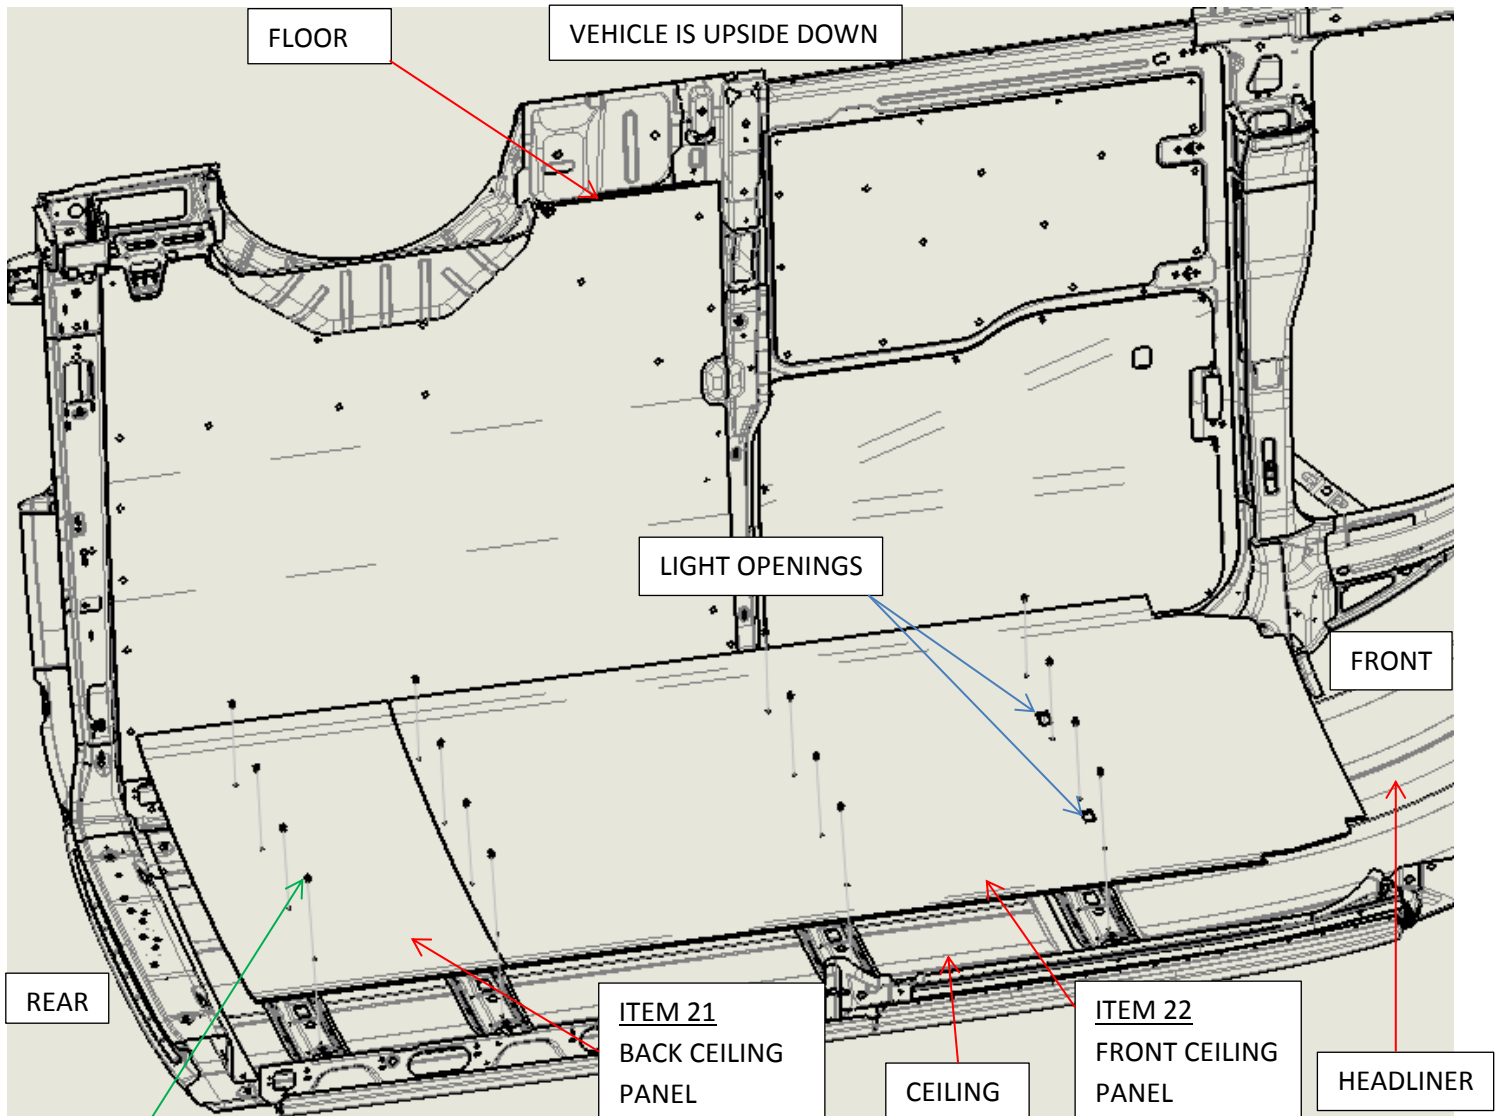 FLOOR
VEHICLE IS UPSIDE DOWN
LIGHT OPENINGS
FRONT
REAR
ITEM 21
BACK CEILING
PANEL
CEILING
ITEM 22
FRONT CEILING
PANEL
HEADLINER